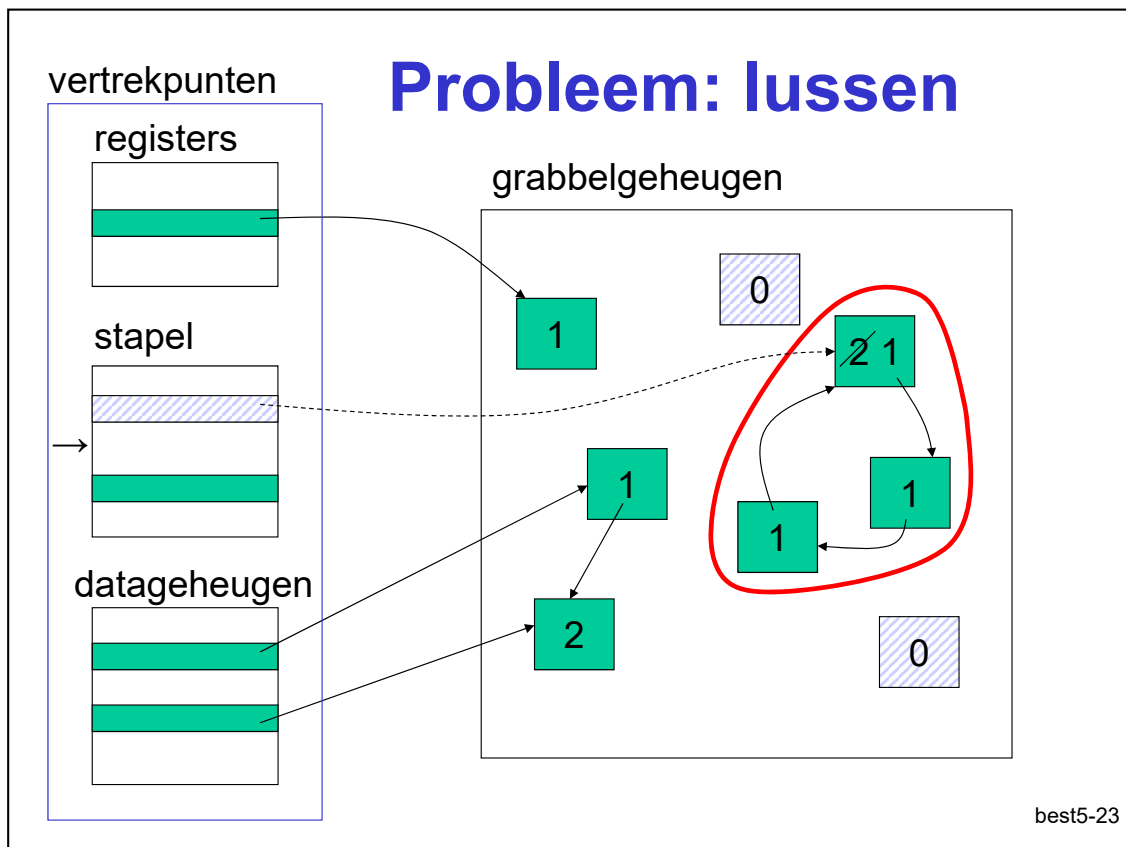 Probleem: lussen
vertrekpunten
registers
grabbelgeheugen
0
1
stapel
2 1
→
1
1
1
datageheugen
2
0
best5-23